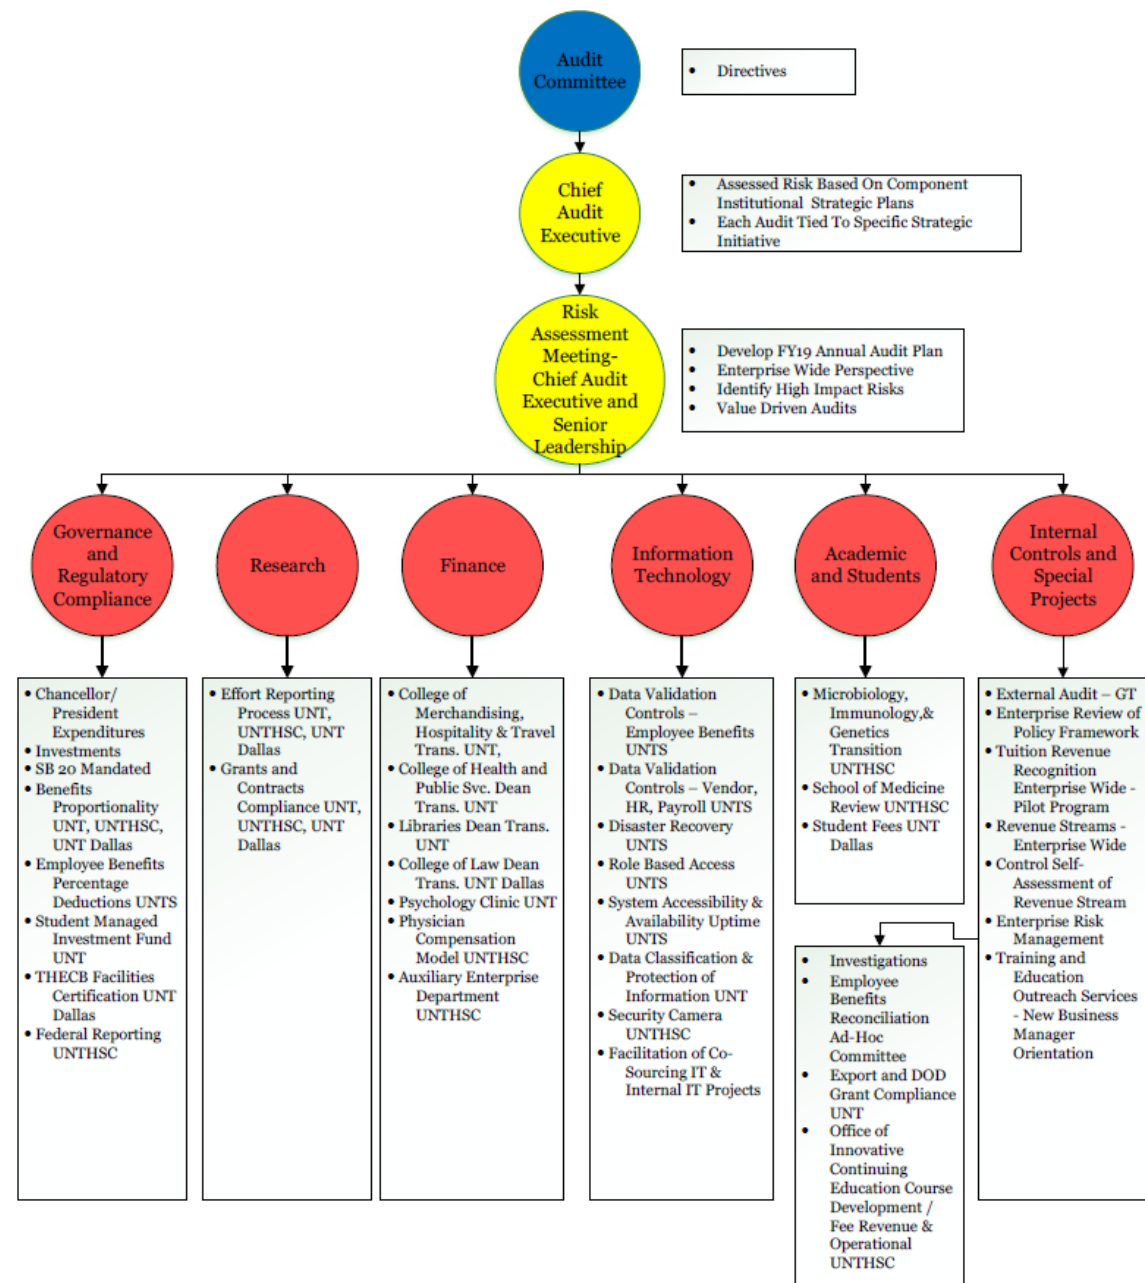 Audit
Committee
• Directives
Chief
Audit
Executive
• Assessed Risk Based On Component
Institutional Strategic Plans
• Each Audit Tied To Specific Strategic
Initiative
Risk
Assessment
Meeting-
Chief Audit
Executive and
Senior
Leadership
• Develop FY19 Annual Audit Plan
• Enterprise Wide Perspective
• Identify High Impact Risks
• Value Driven Audits
Governance
and
Regulatory
Compliance
Research
Finance
Information
Technology
Academic
and Students
Internal
Controls and
Special
Projects
• Chancellor/
President
Expenditures
• Investments
• SB 20 Mandated
• Benefits
Proportionality
UNT, UNTHSC,
UNT Dallas
• Employee Benefits
Percentage
Deductions UNTS
• Student Managed
Investment Fund
UNT
• THECB Facilities
Certification UNT
Dallas
• Federal Reporting
UNTHSC
• Effort Reporting
Process UNT,
UNTHSC, UNT
Dallas
• Grants and
Contracts
Compliance UNT,
UNTHSC, UNT
Dallas
• College of
Merchandising,
Hospitality & Travel
Trans. UNT,
• College of Health and
Public Svc. Dean
Trans. UNT
• Libraries Dean Trans.
UNT
• College of Law Dean
Trans. UNT Dallas
• Psychology Clinic UNT
• Physician
Compensation
Model UNTHSC
• Auxiliary Enterprise
Department
UNTHSC
• Data Validation
Controls –
Employee Benefits
UNTS
• Data Validation
Controls – Vendor,
HR, Payroll UNTS
• Disaster Recovery
UNTS
• Role Based Access
UNTS
• System Accessibility &
Availability Uptime
UNTS
• Data Classification &
Protection of
Information UNT
• Security Camera
UNTHSC
• Facilitation of Co-
Sourcing IT &
Internal IT Projects
• Microbiology,
Immunology,&
Genetics
Transition
UNTHSC
• School of Medicine
Review UNTHSC
• Student Fees UNT
Dallas
• External Audit – GT
• Enterprise Review of
Policy Framework
• Tuition Revenue
Recognition
Enterprise Wide -
Pilot Program
• Revenue Streams -
Enterprise Wide
• Control Self-
Assessment of
Revenue Stream
• Enterprise Risk
Management
• Training and
Education
Outreach Services
- New Business
Manager
Orientation
• Investigations
• Employee
Benefits
Reconciliation
Ad-Hoc
Committee
• Export and DOD
Grant Compliance
UNT
• Office of
Innovative
Continuing
Education Course
Development /
Fee Revenue &
Operational
UNTHSC